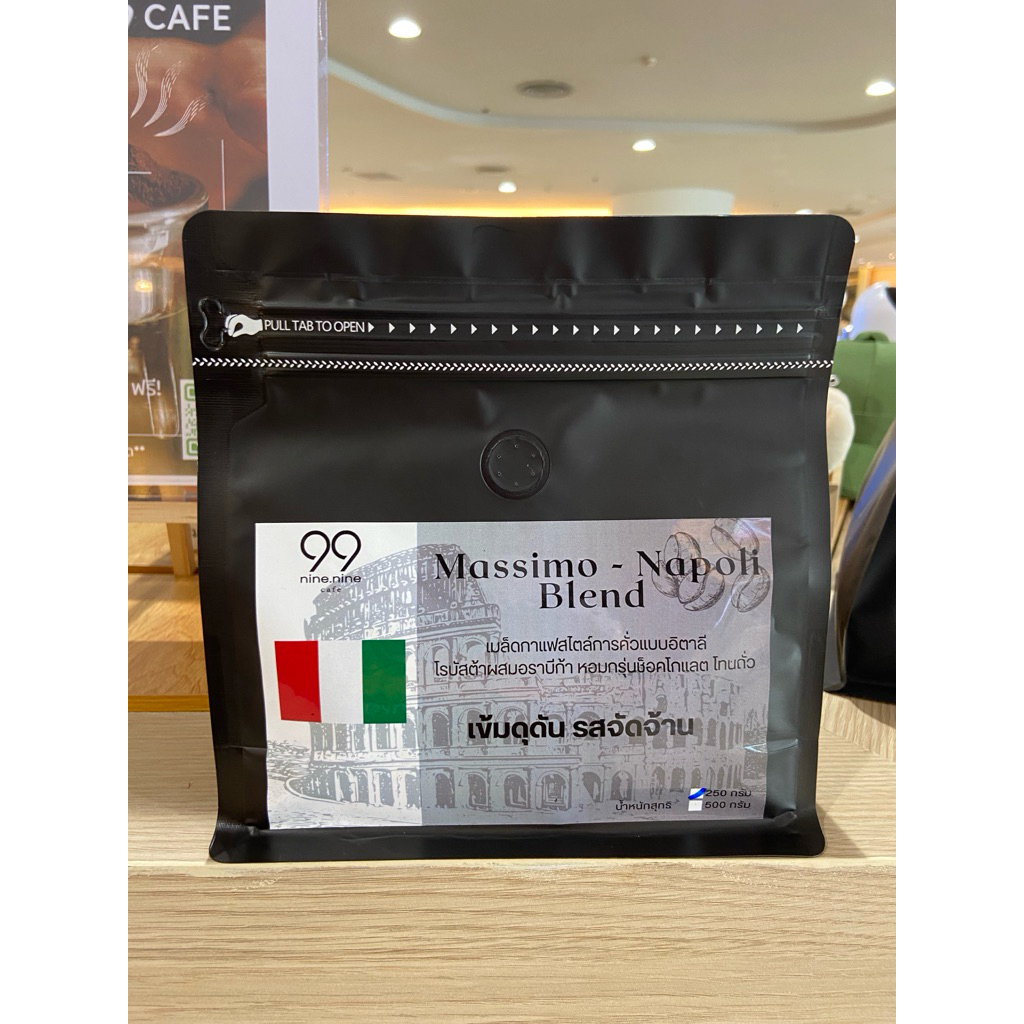 9 CAFE
PULL TAB TO OPEN
ฟรี!
99
nine.nine
cafe
Massimo - Napoli
Blend
เมล็ดกาแฟสไตล์การคั่วแบบอิตาลี
โรบัสต้าผสมอราบีก้า หอมกรุ่นช็อคโกแลต โทนถั่ว
เข้มดุดัน รสจัดจ้าน
250 กรัม
น้ำหนักสุทธิ 500 กรัม